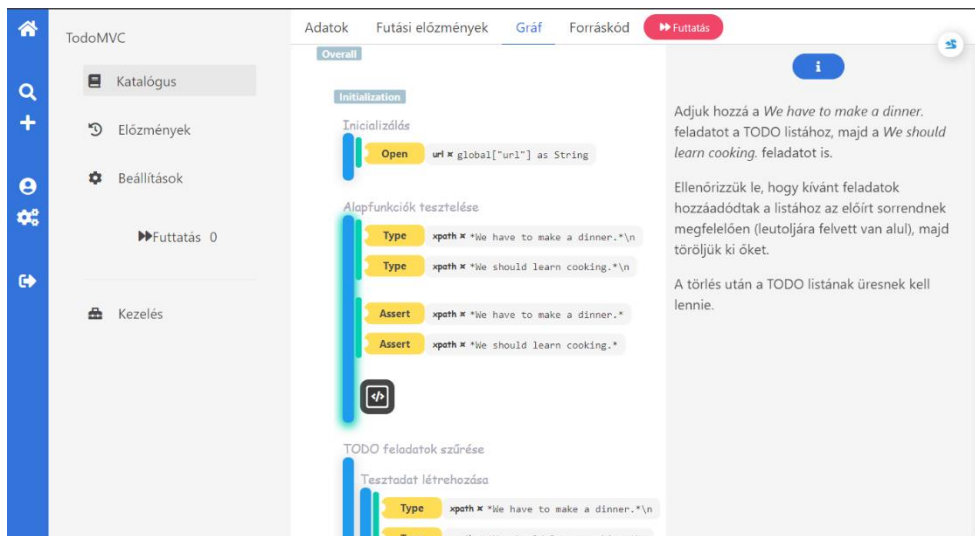 TodoMVC
Katalógus
Előzmények
Beállítások
Futtatás 0
Kezelés
Adatok Futási előzmények Gráf Forráskód Futtatás
Overall
Initialization
Inicializálás
Open url × global["url"] as String
Alapfunkciók tesztelése
Type xpath × *We have to make a dinner.*\n
Type xpath × *We should learn cooking.*\n
Assert xpath × *We have to make a dinner.*
Assert xpath × *We should learn cooking.*
TODO feladatok szűrése
Tesztadat létrehozása
Type xpath × *We have to make a dinner.*\n
Adjuk hozzá a We have to make a dinner.
feladatot a TODO listához, majd a We should
learn cooking. feladatot is.
Ellenőrizzük le, hogy kívánt feladatok
hozzáadódtak a listához az előírt sorrendnek
megfelelően (leutoljára felvett van alul), majd
töröljük ki őket.
A törlés után a TODO listának üresnek kell
lennie.